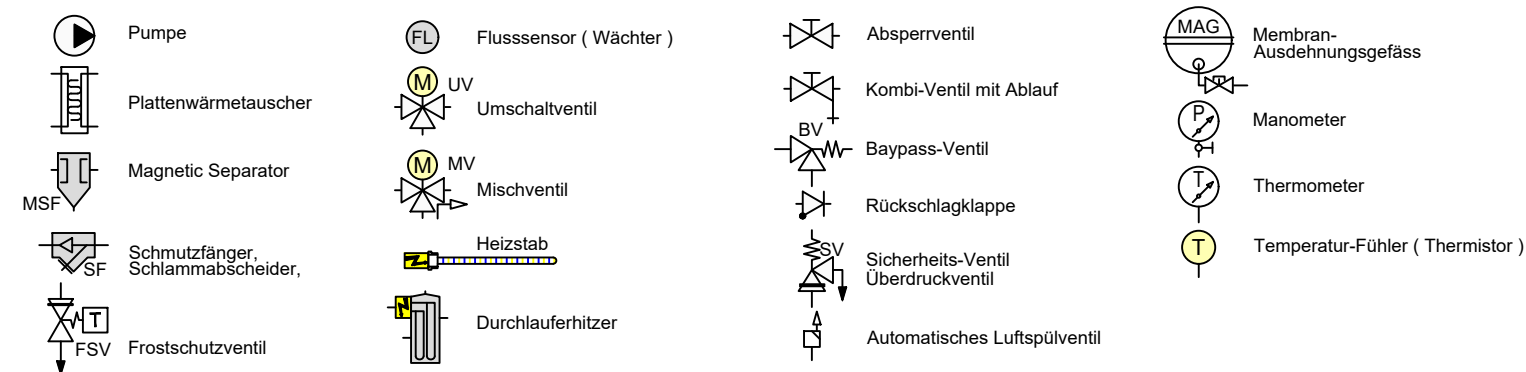 Pumpe
Plattenwärmetauscher
Magnetic Separator
MSF
SF
Schmutzfänger,
Schlammabscheider,
T
FSV
Frostschutzventil
FL
Flusssensor ( Wächter )
M
UV
Umschaltventil
M
MV
Mischventil
Heizstab
Durchlauferhitzer
Absperrventil
Kombi-Ventil mit Ablauf
BV
Baypass-Ventil
Rückschlagklappe
SV
Sicherheits-Ventil
Überdruckventil
Automatisches Luftspülventil
MAG
Membran-
Ausdehnungsgefäss
P
Manometer
T
Thermometer
T
Temperatur-Fühler ( Thermistor )